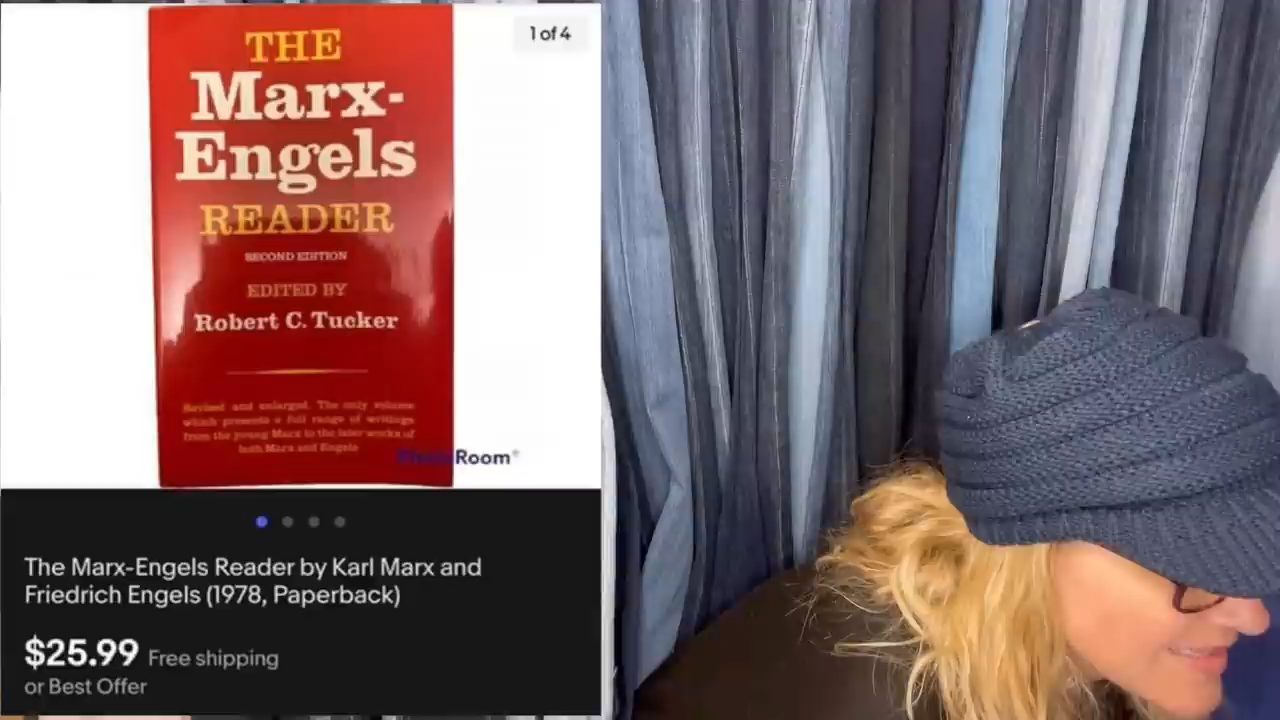 1 of 4
THE
Marx-
Engels
READER
SECOND EDITION
EDITED BY
Robert C. Tucker
Revised and enlarged. The only volume
which presents a full range of writings
from the young Marx to the later works of
both Marx and Engels
Room
The Marx-Engels Reader by Karl Marx and
Friedrich Engels (1978, Paperback)
$25.99 Free shipping
or Best Offer